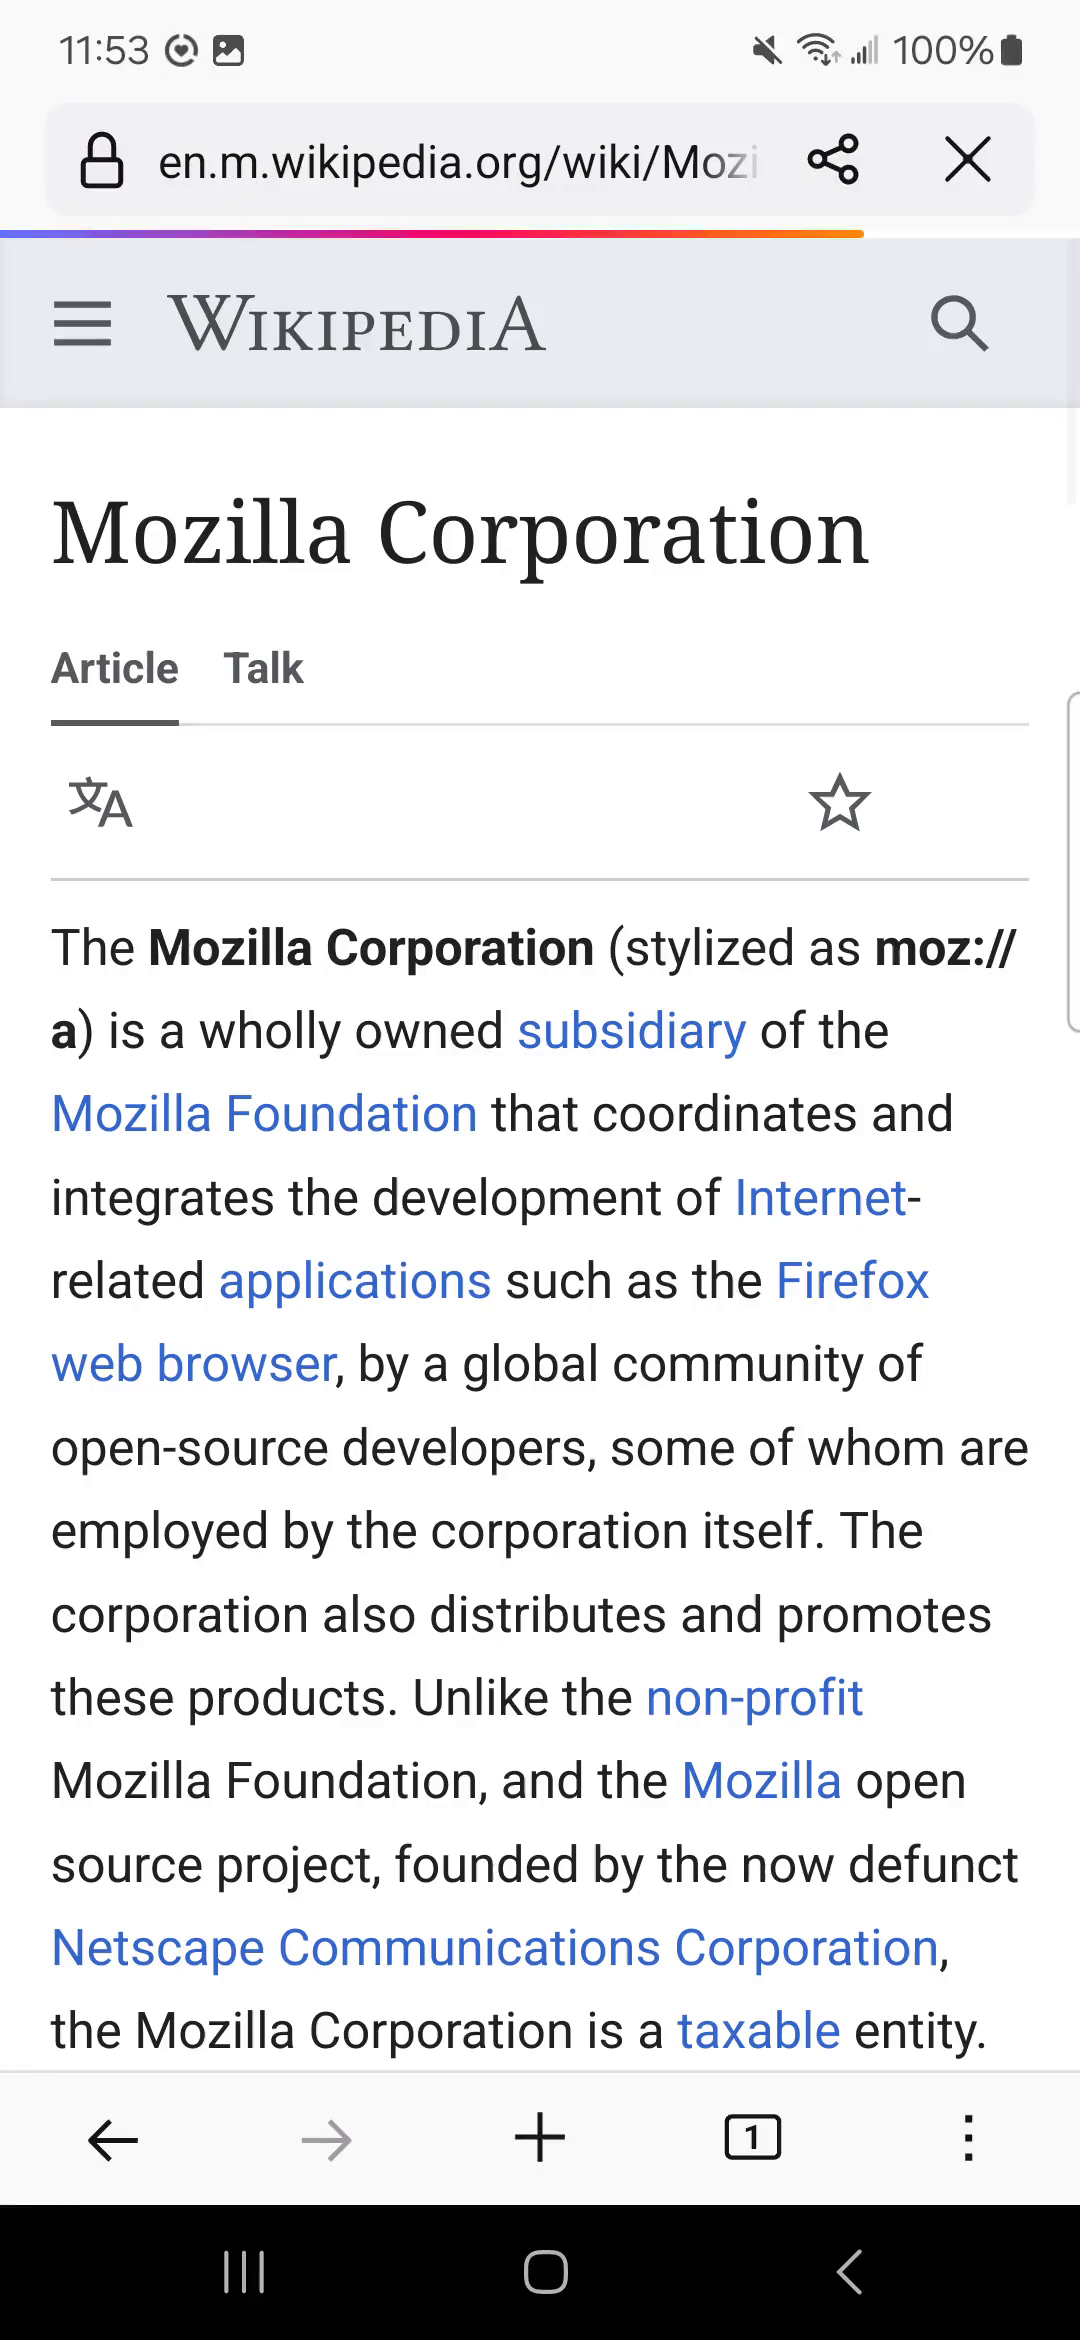 11:53
100%
en.m.wikipedia.org/wiki/Mozi
WIKIPEDIA
Mozilla Corporation
Article Talk
文A
The Mozilla Corporation (stylized as moz://
a) is a wholly owned subsidiary of the
Mozilla Foundation that coordinates and
integrates the development of Internet-
related applications such as the Firefox
web browser, by a global community of
open-source developers, some of whom are
employed by the corporation itself. The
corporation also distributes and promotes
these products. Unlike the non-profit
Mozilla Foundation, and the Mozilla open
source project, founded by the now defunct
Netscape Communications Corporation,
the Mozilla Corporation is a taxable entity.
1